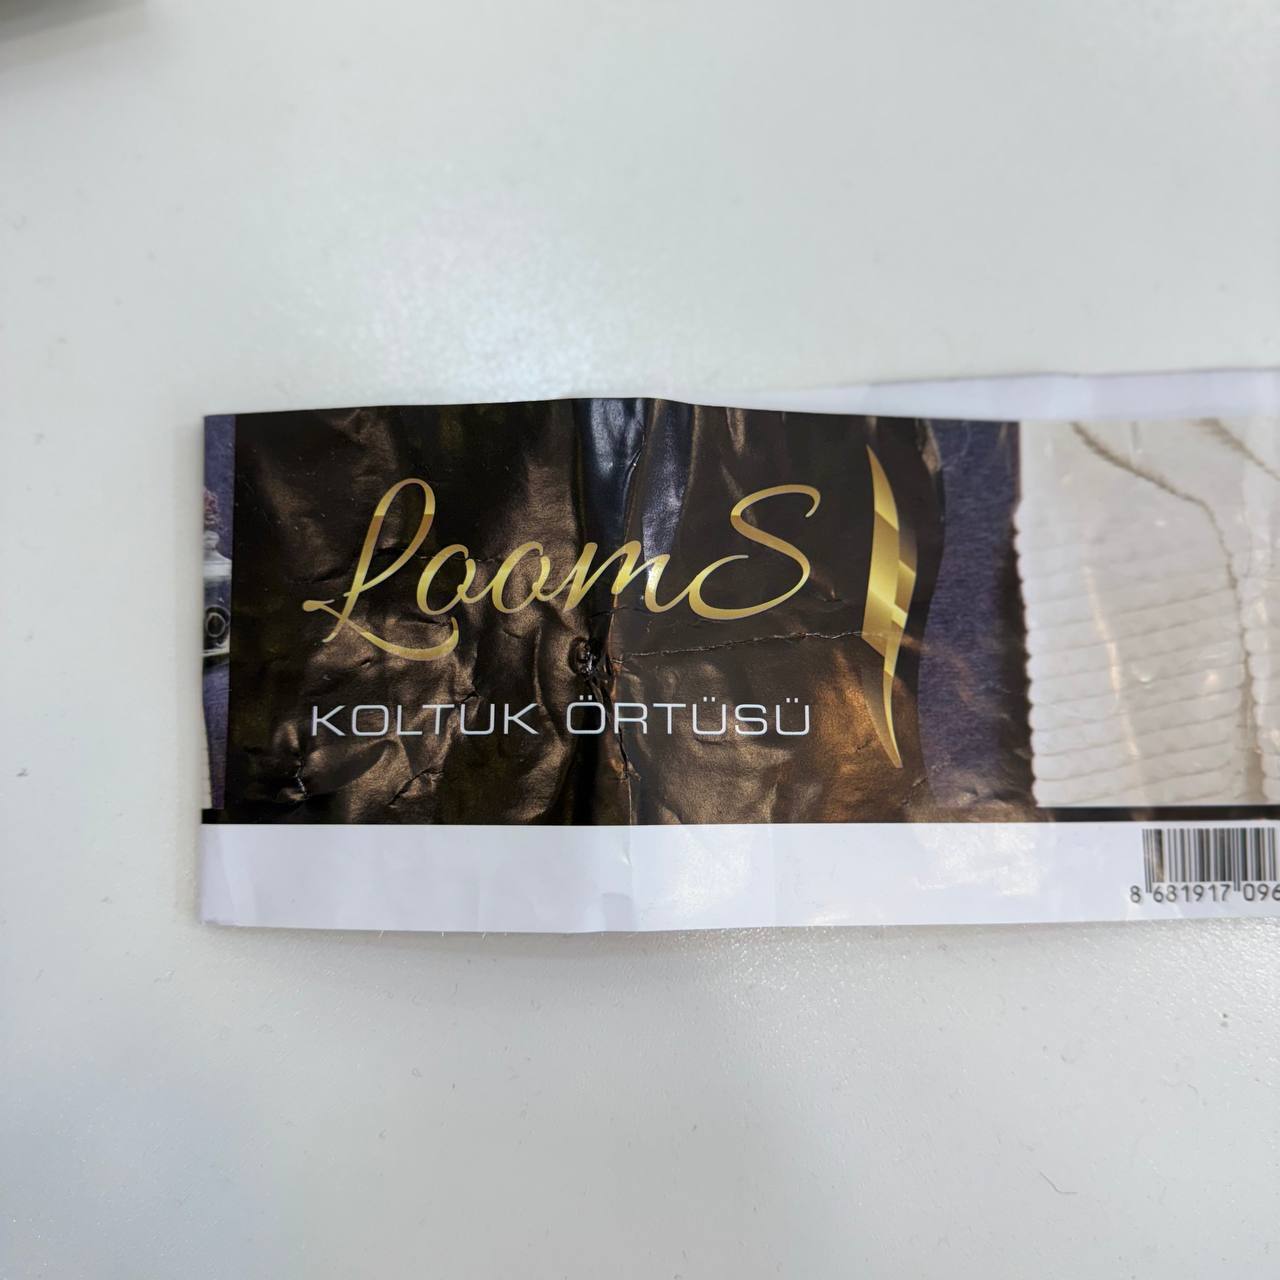 LoomS
KOLTUK ÖRTÜSÜ
8 681917 096